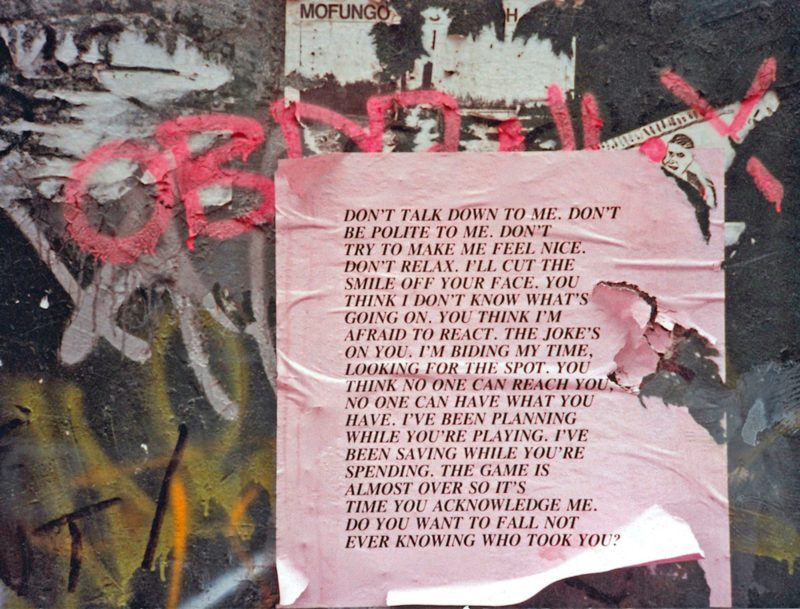 MOFUNGO
H
OB
DON'T TALK DOWN TO ME. DON'T
BE POLITE TO ME. DON'T
TRY TO MAKE ME FEEL NICE.
DON'T RELAX. I'LL CUT THE
SMILE OFF YOUR FACE. YOU
THINK I DON'T KNOW WHAT'S
GOING ON. YOU THINK I'M
AFRAID TO REACT. THE JOKE'S
ON YOU. I'M BIDING MY TIME,
LOOKING FOR THE SPOT. YOU
THINK NO ONE CAN REACH YOU,
NO ONE CAN HAVE WHAT YOU
HAVE. I'VE BEEN PLANNING
WHILE YOU'RE PLAYING. I'VE
BEEN SAVING WHILE YOU'RE
SPENDING. THE GAME IS
ALMOST OVER SO IT'S
TIME YOU ACKNOWLEDGE ME.
DO YOU WANT TO FALL NOT
EVER KNOWING WHO TOOK YOU?